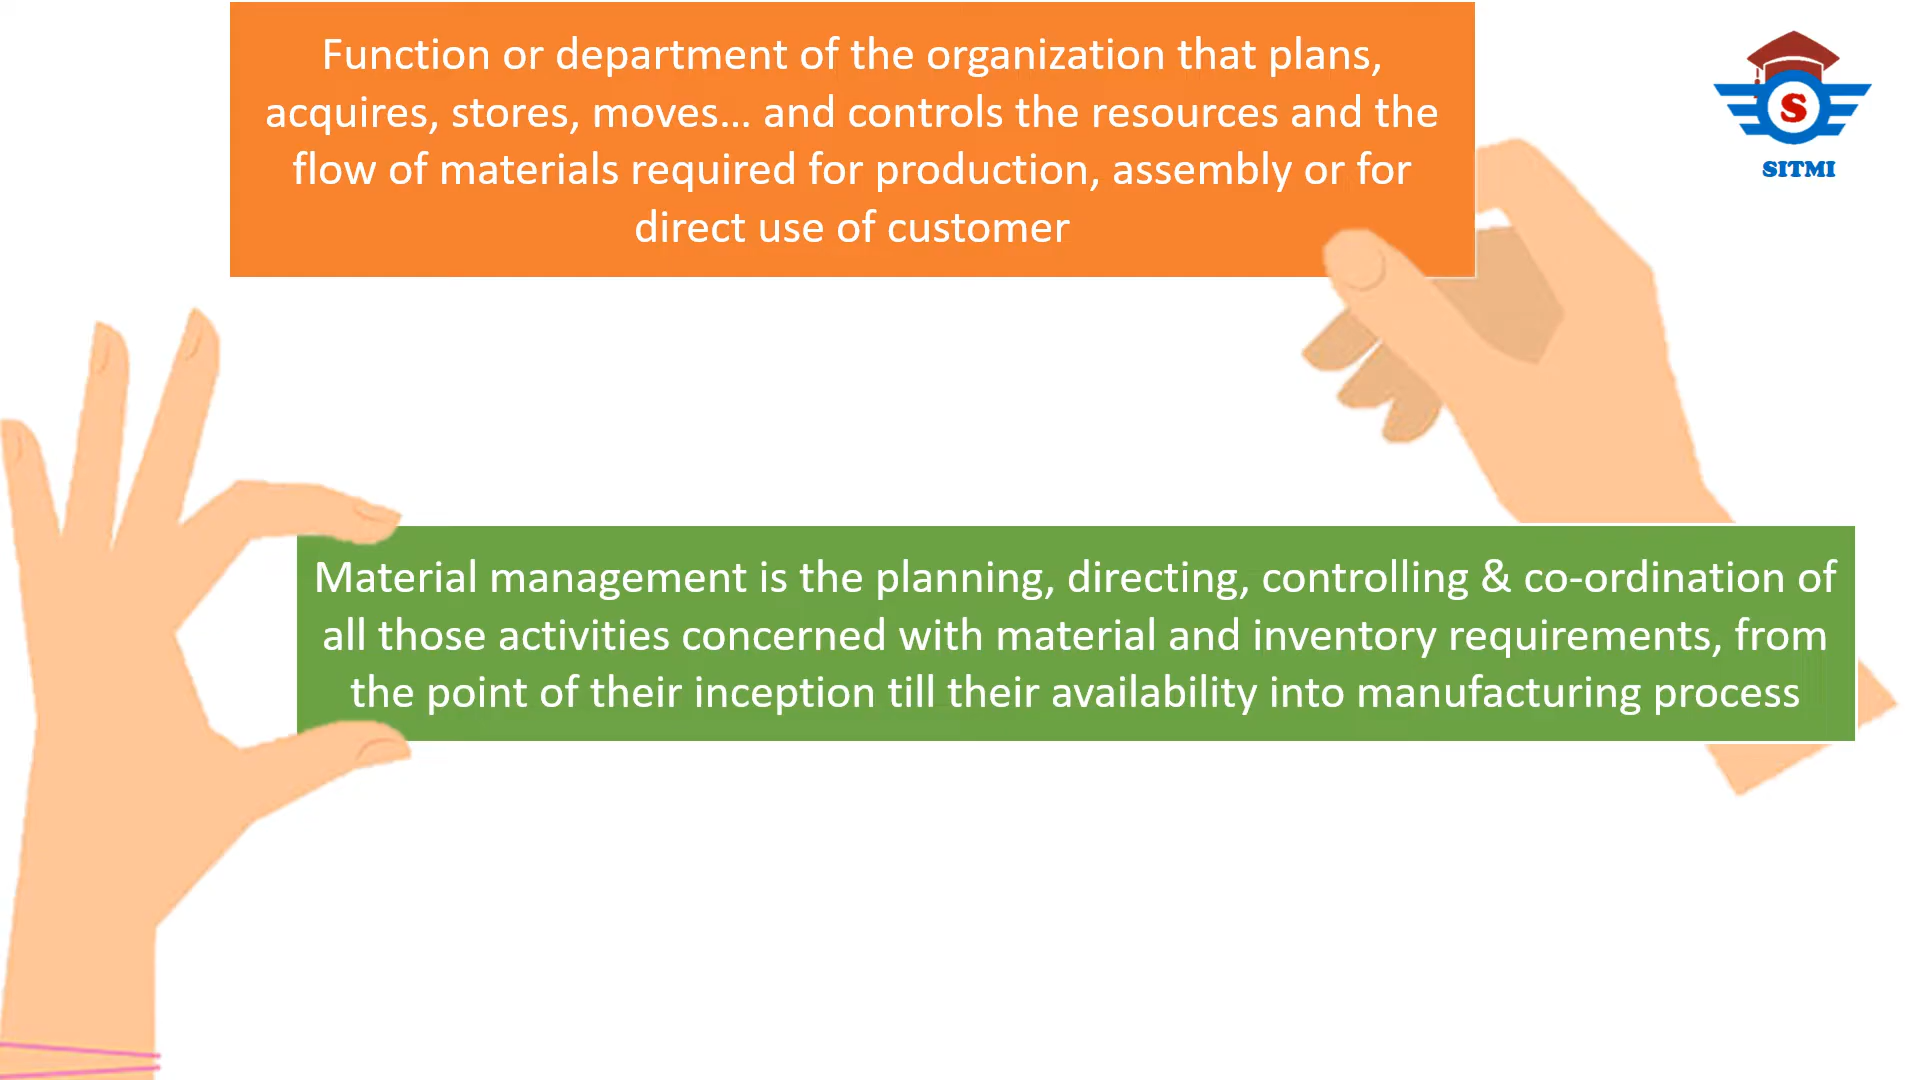 Function or department of the organization that plans,
acquires, stores, moves... and controls the resources and the
flow of materials required for production, assembly or for
direct use of customer
S
SITMI
Material management is the planning, directing, controlling & co-ordination of
all those activities concerned with material and inventory requirements, from
the point of their inception till their availability into manufacturing process